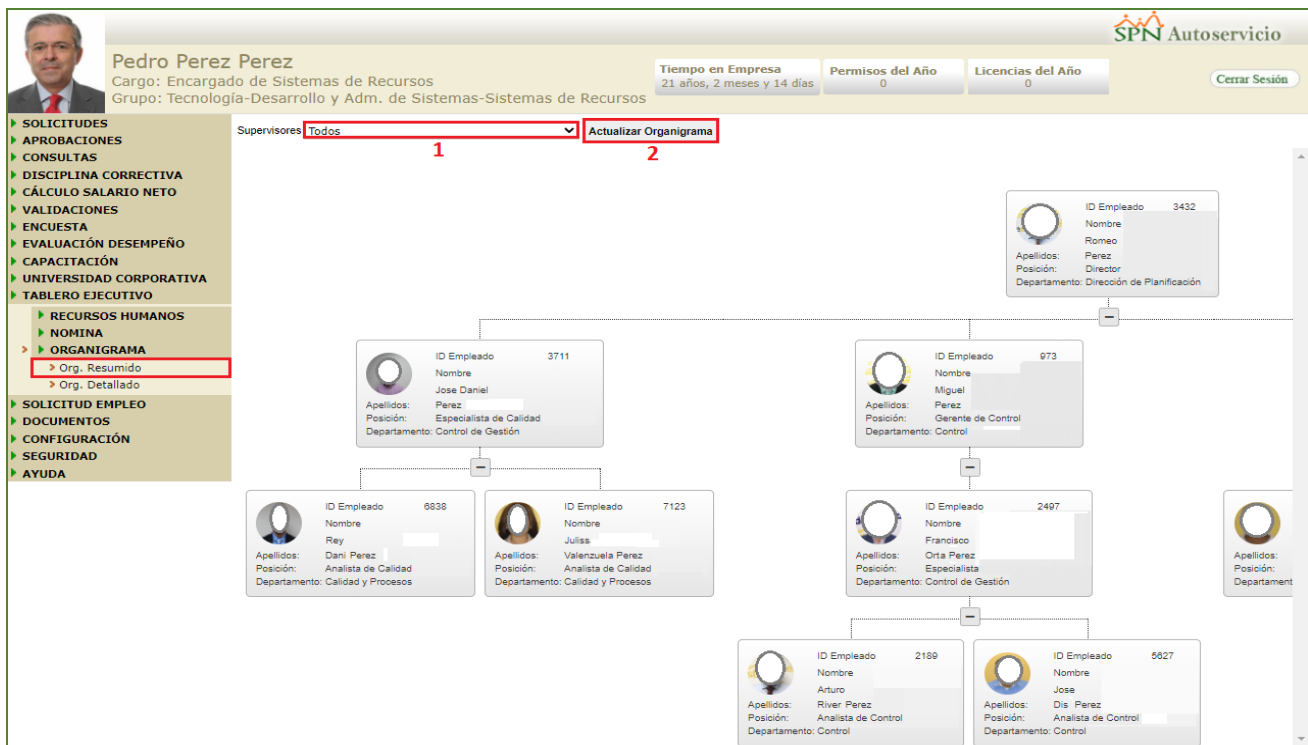 SPN Autoservicio
Pedro Perez Perez
Cargo: Encargado de Sistemas de Recursos
Grupo: Tecnología-Desarrollo y Adm. de Sistemas-Sistemas de Recursos
Tiempo en Empresa
21 años, 2 meses y 14 días
Permisos del Año
0
Licencias del Año
0
Cerrar Sesión
SOLICITUDES
APROBACIONES
CONSULTAS
DISCIPLINA CORRECTIVA
CÁLCULO SALARIO NETO
VALIDACIONES
ENCUESTA
EVALUACIÓN DESEMPEÑO
CAPACITACIÓN
UNIVERSIDAD CORPORATIVA
TABLERO EJECUTIVO
RECURSOS HUMANOS
NOMINA
ORGANIGRAMA
Org. Resumido
Org. Detallado
SOLICITUD EMPLEO
DOCUMENTOS
CONFIGURACIÓN
SEGURIDAD
AYUDA
Supervisores Todos
Actualizar Organigrama
1
2
ID Empleado 3432
Nombre
Romeo
Apellidos: Perez
Posición: Director
Departamento: Dirección de Planificación
ID Empleado 3711
Nombre
Jose Daniel
Apellidos: Perez
Posición: Especialista de Calidad
Departamento: Control de Gestión
ID Empleado 973
Nombre
Miguel
Apellidos: Perez
Posición: Gerente de Control
Departamento: Control
ID Empleado 6838
Nombre
Rey
Apellidos: Dani Perez
Posición: Analista de Calidad
Departamento: Calidad y Procesos
ID Empleado 7123
Nombre
Juliss
Apellidos: Valenzuela Perez
Posición: Analista de Calidad
Departamento: Calidad y Procesos
ID Empleado 2497
Nombre
Francisco
Apellidos: Orta Perez
Posición: Especialista
Departamento: Control de Gestión
Apellidos:
Posición:
Department
ID Empleado 2189
Nombre
Arturo
Apellidos: River Perez
Posición: Analista de Control
Departamento: Control
ID Empleado 5627
Nombre
Jose
Apellidos: Dis Perez
Posición: Analista de Control
Departamento: Control